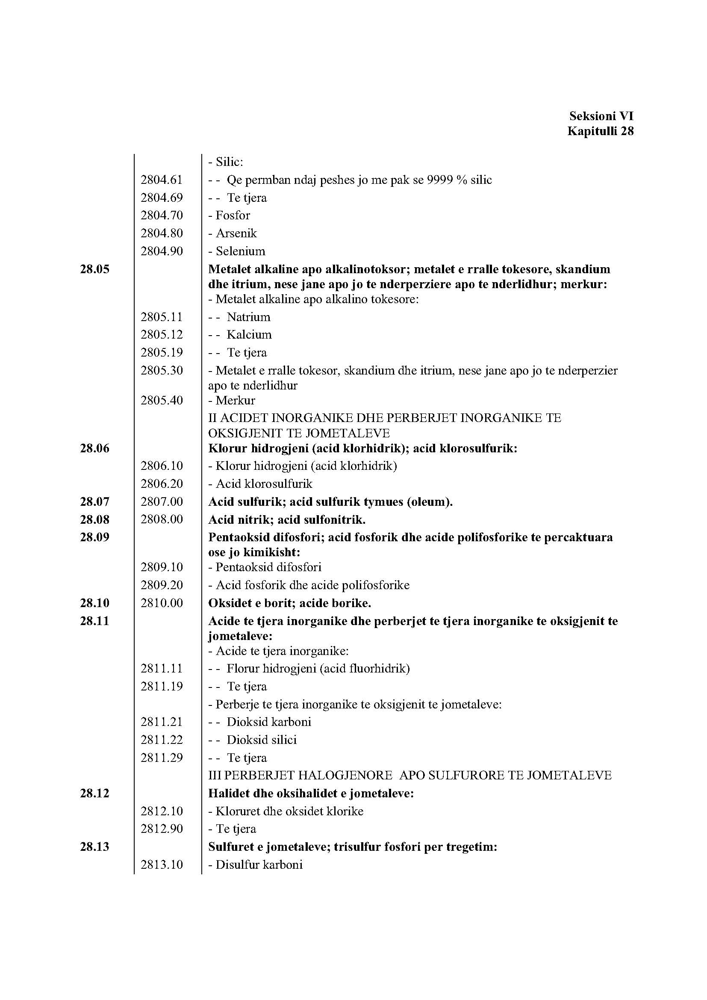 Seksioni VI
Kapitulli 28
- Silic:
2804.61 - - Qe permban ndaj peshes jo me pak se 9999 % silic
2804.69 - - Te tjera
2804.70 - Fosfor
2804.80 - Arsenik
2804.90 - Selenium
28.05 Metalet alkaline apo alkalinotoksor; metalet e rralle tokesore, skandium
dhe itrium, nese jane apo jo te nderperziere apo te nderlidhur; merkur:
- Metalet alkaline apo alkalino tokesore:
2805.11 - - Natrium
2805.12 - - Kalcium
2805.19 - - Te tjera
2805.30 - Metalet e rralle tokesor, skandium dhe itrium, nese jane apo jo te nderperzier
apo te nderlidhur
2805.40 - Merkur
II ACIDET INORGANIKE DHE PERBERJET INORGANIKE TE
OKSIGJENIT TE JOMETALEVE
28.06 Klorur hidrogjeni (acid klorhidrik); acid klorosulfurik:
2806.10 - Klorur hidrogjeni (acid klorhidrik)
2806.20 - Acid klorosulfurik
28.07 2807.00 Acid sulfurik; acid sulfurik tymues (oleum).
28.08 2808.00 Acid nitrik; acid sulfonitrik.
28.09 Pentaoksid difosfori; acid fosforik dhe acide polifosforike te percaktuara
ose jo kimikisht:
2809.10 - Pentaoksid difosfori
2809.20 - Acid fosforik dhe acide polifosforike
28.10 2810.00 Oksidet e borit; acide borike.
28.11 Acide te tjera inorganike dhe perberjet te tjera inorganike te oksigjenit te
jometaleve:
- Acide te tjera inorganike:
2811.11 - - Florur hidrogjeni (acid fluorhidrik)
2811.19 - - Te tjera
- Perberje te tjera inorganike te oksigjenit te jometaleve:
2811.21 - - Dioksid karboni
2811.22 - - Dioksid silici
2811.29 - - Te tjera
III PERBERJET HALOGJENORE APO SULFURORE TE JOMETALEVE
28.12 Halidet dhe oksihalidet e jometaleve:
2812.10 - Kloruret dhe oksidet klorike
2812.90 - Te tjera
28.13 Sulfuret e jometaleve; trisulfur fosfori per tregetim:
2813.10 - Disulfur karboni